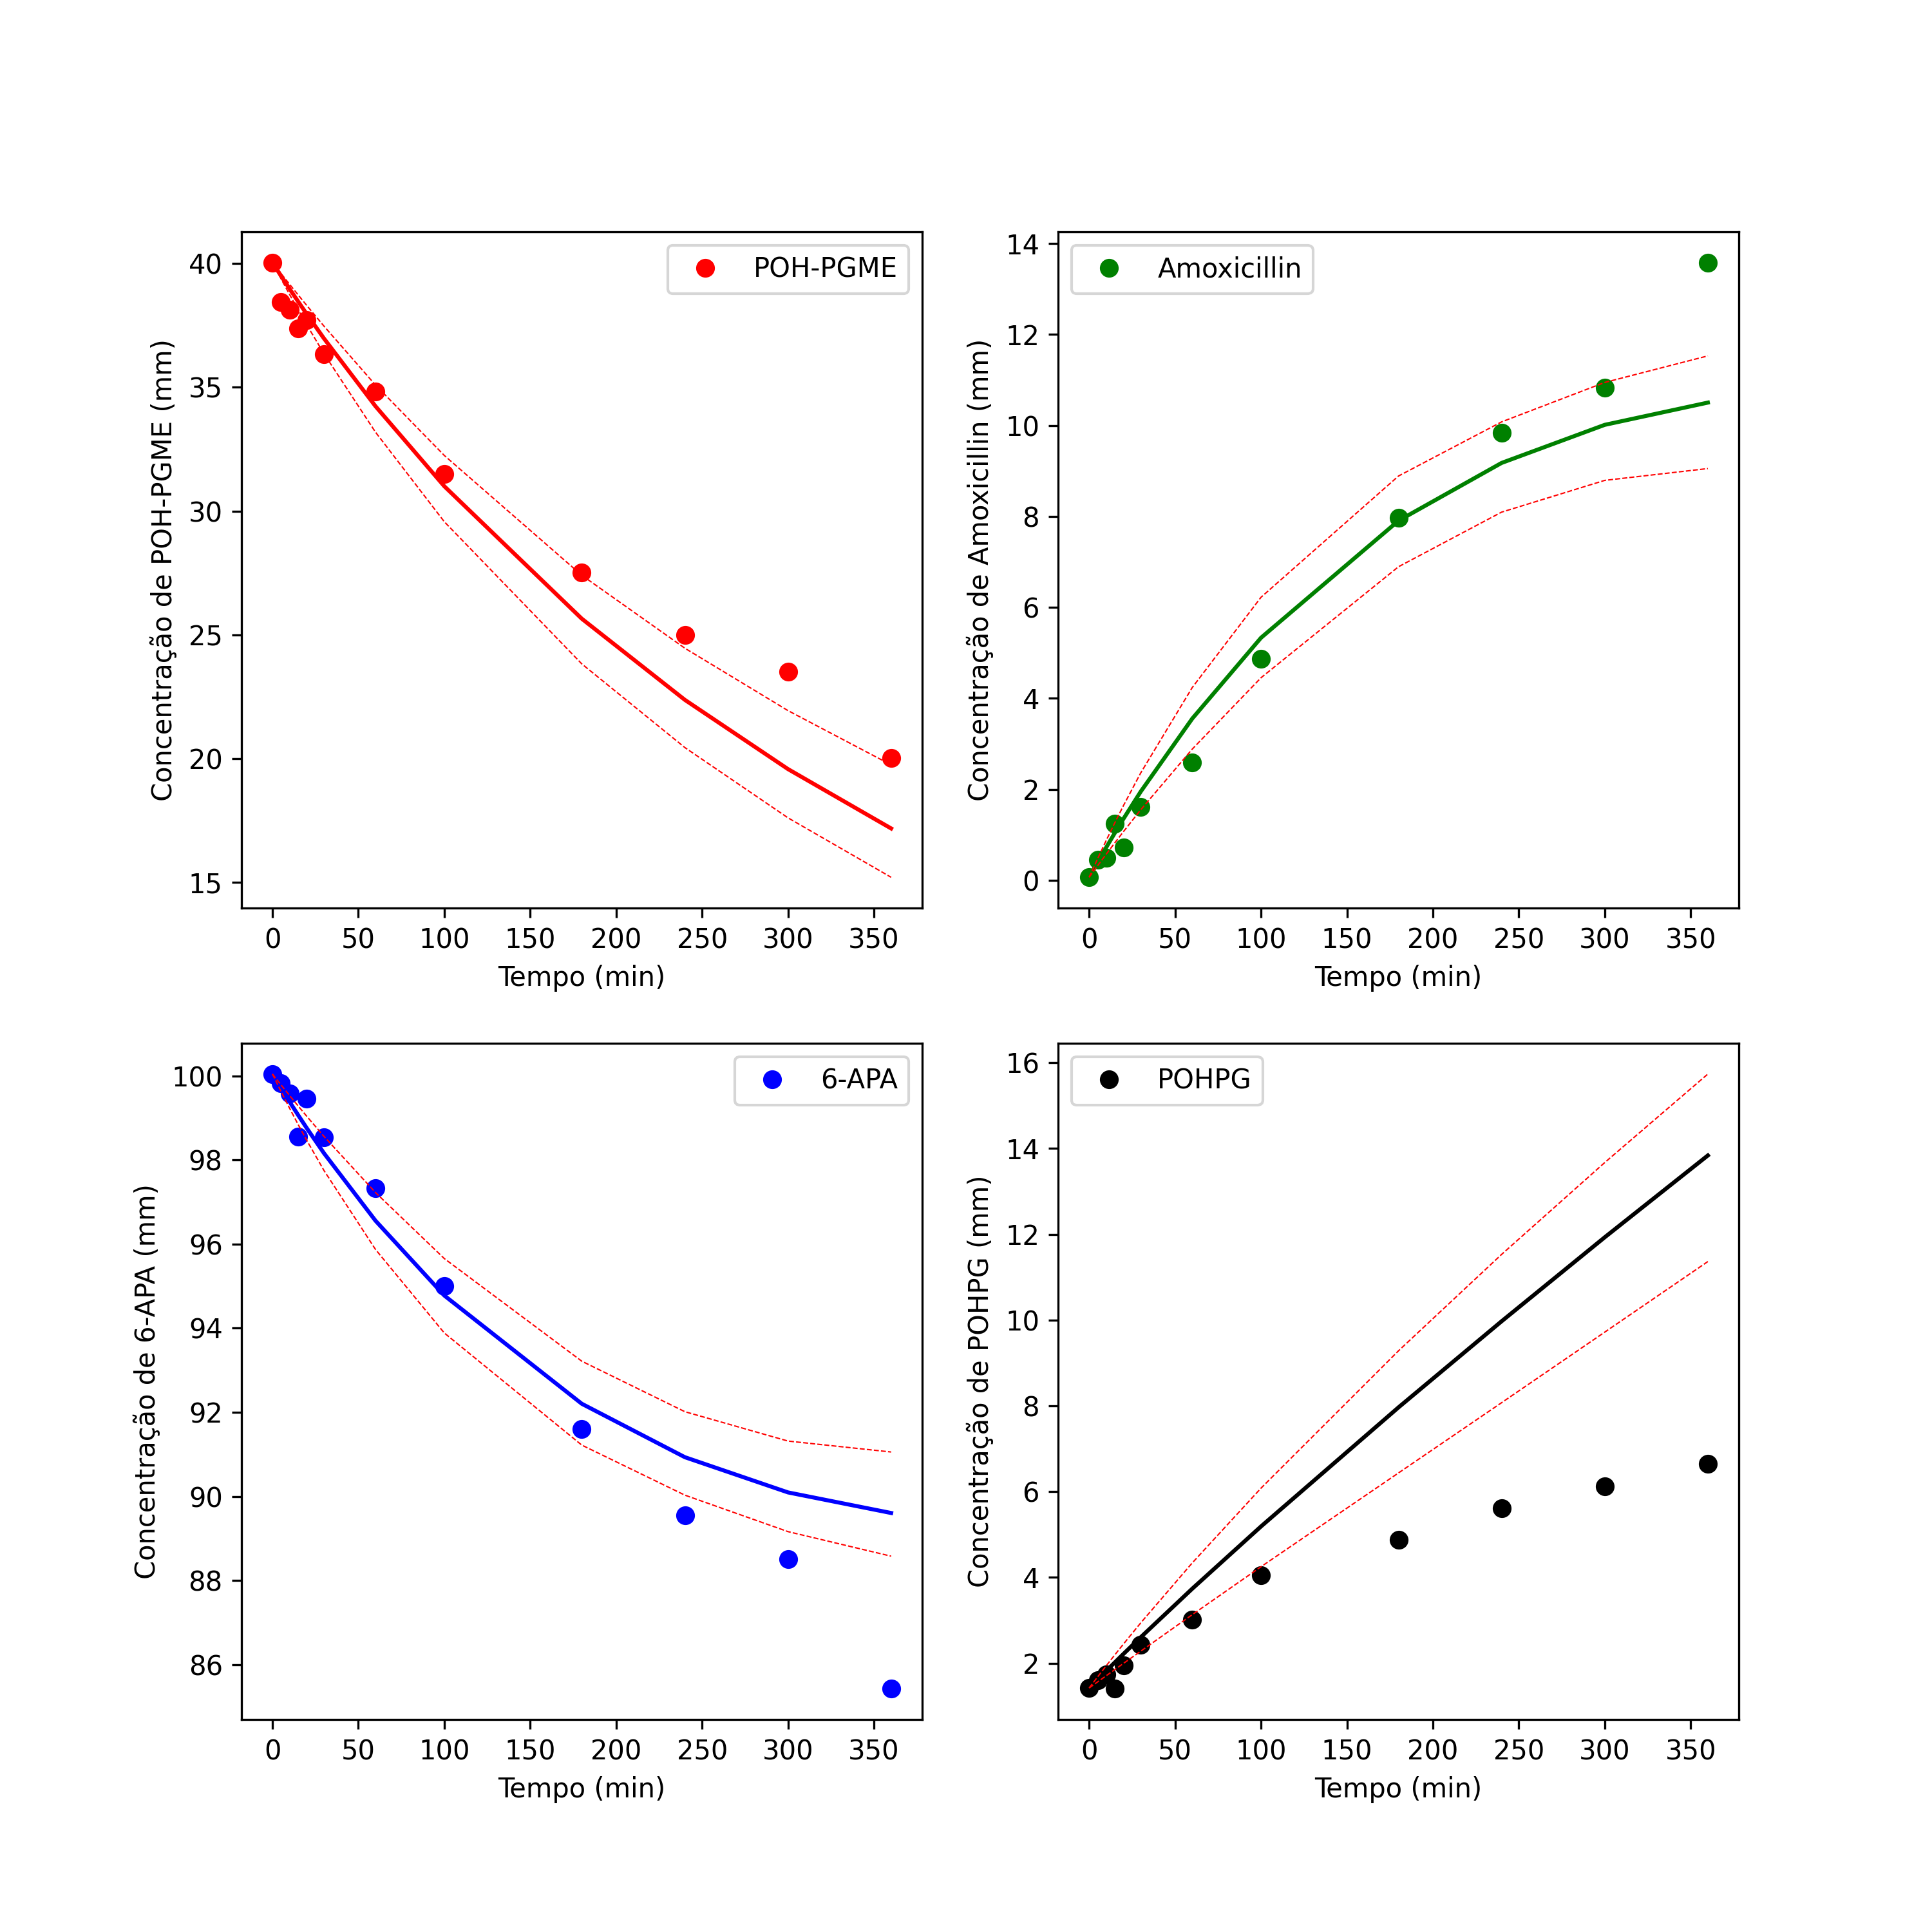 POH-PGME
Concentração de POH-PGME (mm)
40
35
30
25
20
15
0 50 100 150 200 250 300 350
Tempo (min)
Amoxicillin
Concentração de Amoxicillin (mm)
14
12
10
8
6
4
2
0
0 50 100 150 200 250 300 350
Tempo (min)
6-APA
Concentração de 6-APA (mm)
100
98
96
94
92
90
88
86
0 50 100 150 200 250 300 350
Tempo (min)
POHPG
Concentração de POHPG (mm)
16
14
12
10
8
6
4
2
0 50 100 150 200 250 300 350
Tempo (min)